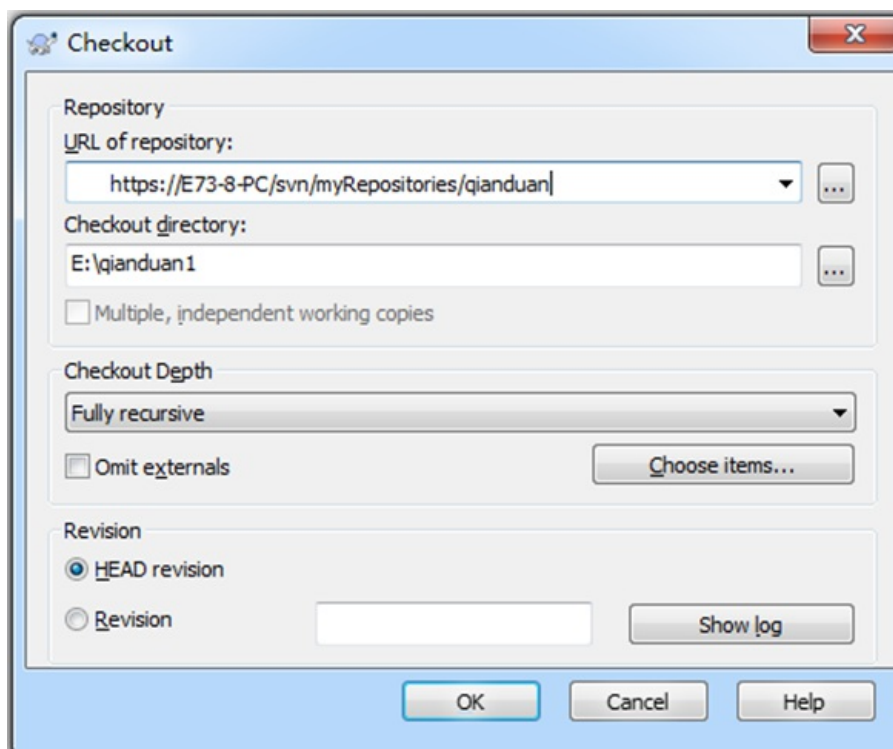 Checkout
Repository
URL of repository:
https://E73-8-PC/svn/myRepositories/qianduan
...
Checkout directory:
E:\qianduan1
...
Multiple, independent working copies
Checkout Depth
Fully recursive
Omit externals
Choose items...
Revision
HEAD revision
Revision
Show log
OK Cancel Help